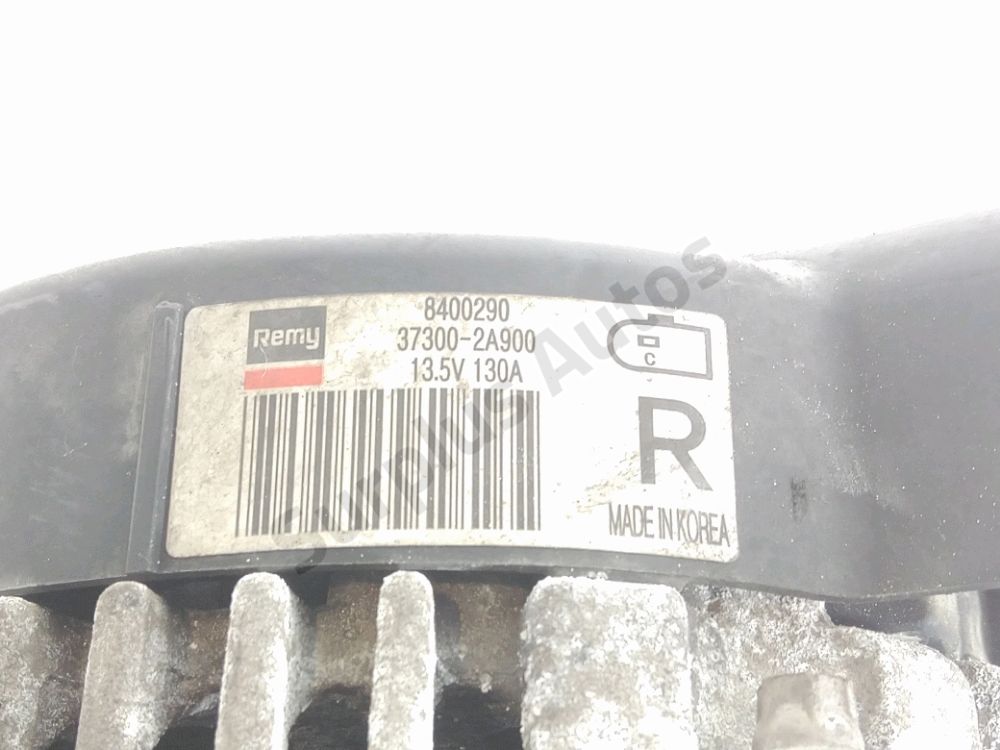 Remy
8400290
37300-2A900
13.5V 130A
C
R
MADE IN KOREA
Surplus Autos